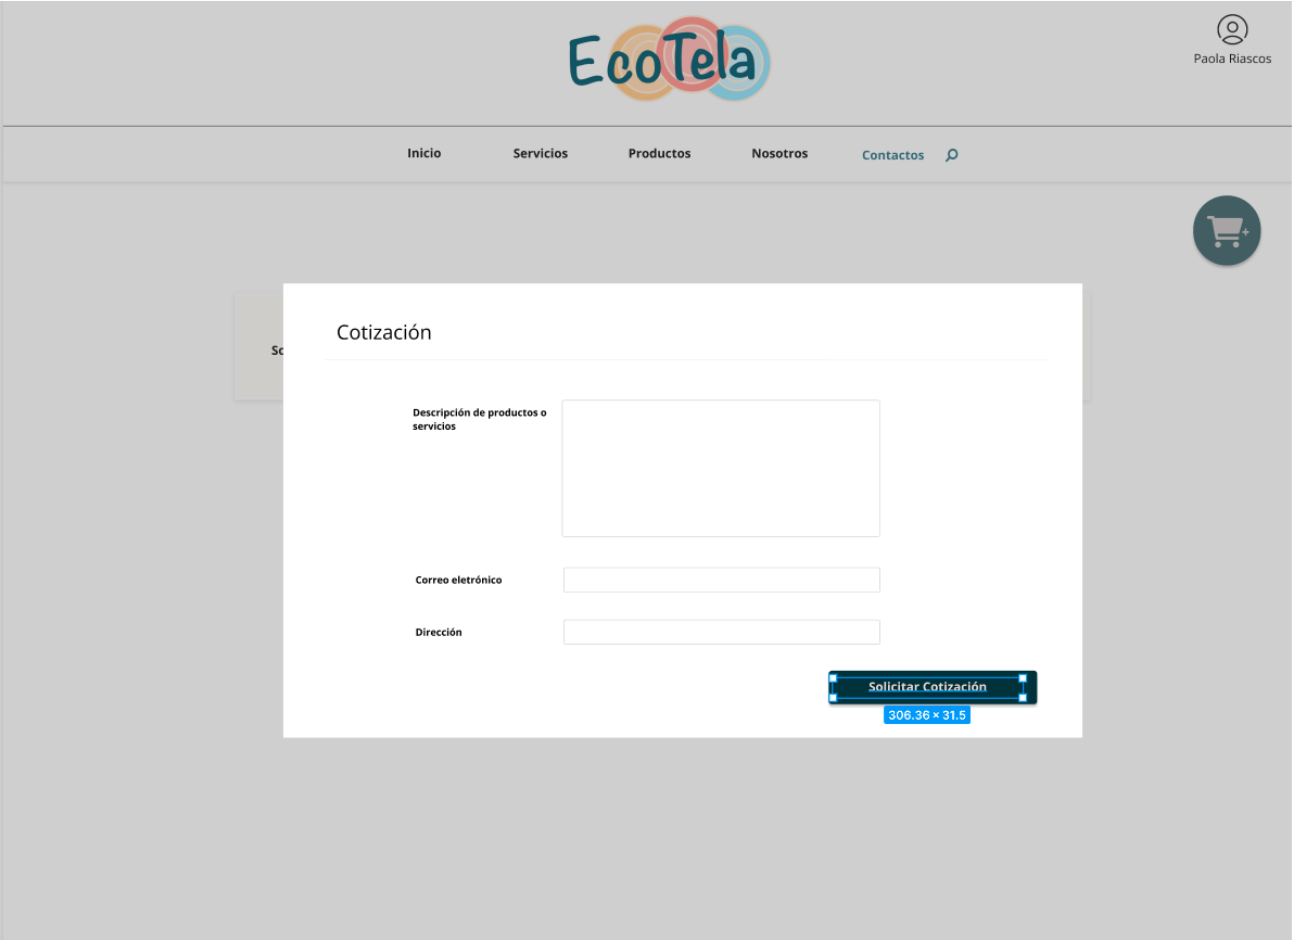 EcoTela
Paola Riascos
Inicio
Servicios
Productos
Nosotros
Contactos
Cotización
Sc
Descripción de productos o
servicios
Correo eletrónico
Dirección
Solicitar Cotización
306.36 × 31.5